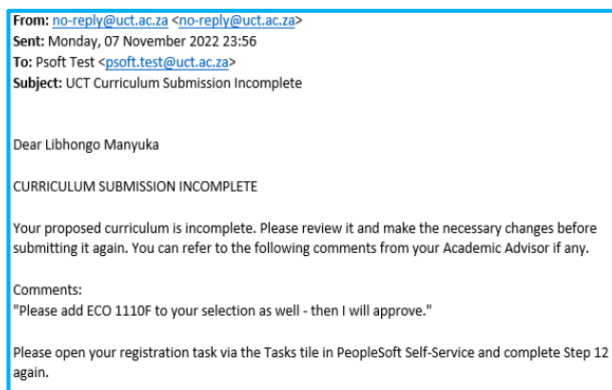 From: no-reply@uct.ac.za <no-reply@uct.ac.za>
Sent: Monday, 07 November 2022 23:56
To: Psoft Test <psoft.test@uct.ac.za>
Subject: UCT Curriculum Submission Incomplete
Dear Libhongo Manyuka
CURRICULUM SUBMISSION INCOMPLETE
Your proposed curriculum is incomplete. Please review it and make the necessary changes before
submitting it again. You can refer to the following comments from your Academic Advisor if any.
Comments:
"Please add ECO 1110F to your selection as well - then I will approve."
Please open your registration task via the Tasks tile in PeopleSoft Self-Service and complete Step 12
again.